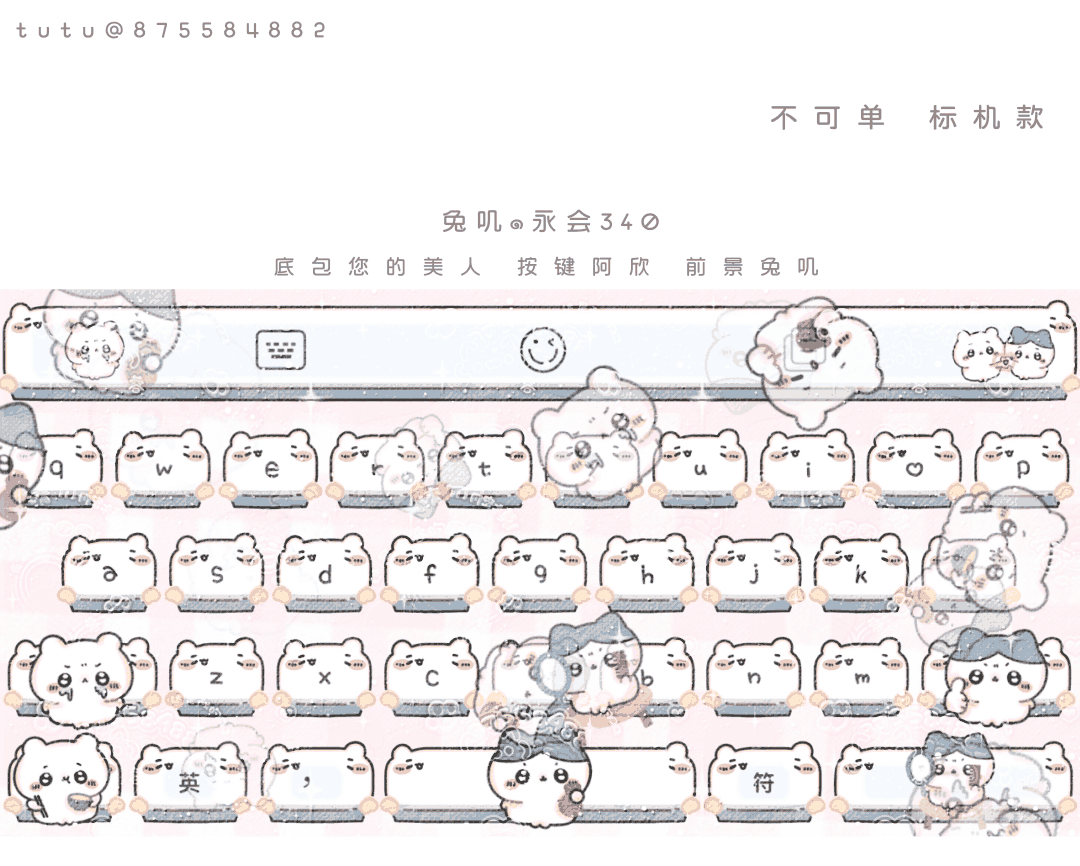 tutu@875584882
不可单 标机款
兔叽๑永会340
底包您的美人 按键阿欣 前景兔叽
q w e r t u i p
a s d f g h j k
z x c b n m
英 , 符